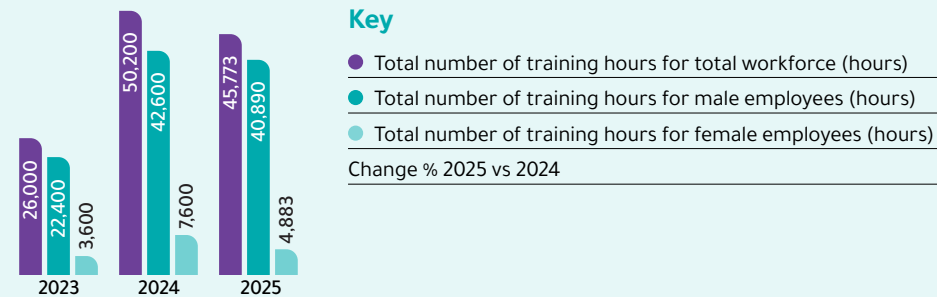 26,000
22,400
3,600
2023
50,200
42,600
7,600
2024
45,773
40,890
4,883
2025
Key
Total number of training hours for total workforce (hours)
Total number of training hours for male employees (hours)
Total number of training hours for female employees (hours)
Change % 2025 vs 2024